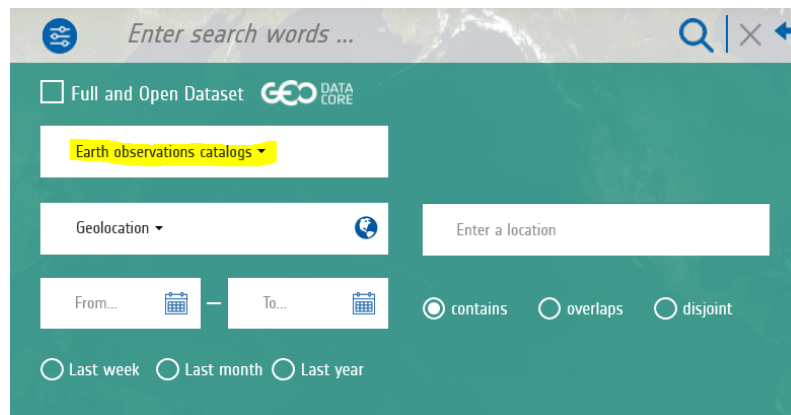 Enter search words ...
Full and Open Dataset GEO DATA CORE
Earth observations catalogs
Geolocation
Enter a location
From... To...
contains overlaps disjoint
Last week Last month Last year